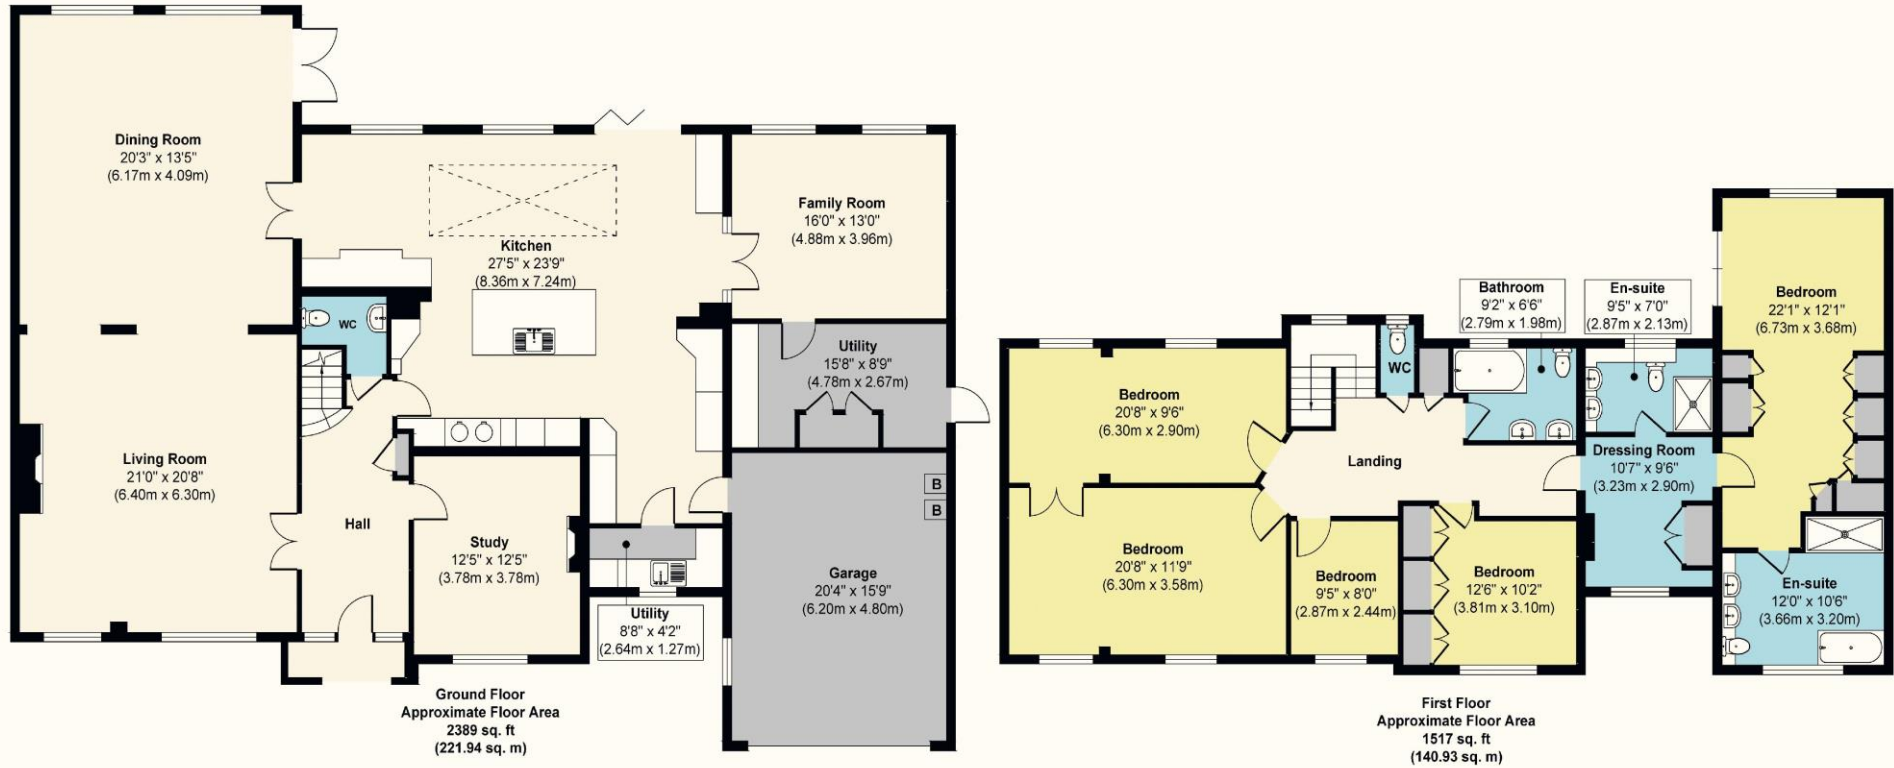 Dining Room
20'3" x 13'5"
(6.17m x 4.09m)
Kitchen
27'5" x 23'9"
(8.36m x 7.24m)
Family Room
16'0" x 13'0"
(4.88m x 3.96m)
WC
Utility
15'8" x 8'9"
(4.78m x 2.67m)
Living Room
21'0" x 20'8"
(6.40m x 6.30m)
Hall
Study
12'5" x 12'5"
(3.78m x 3.78m)
B
B
Garage
20'4" x 15'9"
(6.20m x 4.80m)
Utility
8'8" x 4'2"
(2.64m x 1.27m)
Ground Floor
Approximate Floor Area
2389 sq. ft
(221.94 sq. m)
Bathroom
9'2" x 6'6"
(2.79m x 1.98m)
En-suite
9'5" x 7'0"
(2.87m x 2.13m)
Bedroom
22'1" x 12'1"
(6.73m x 3.68m)
WC
Bedroom
20'8" x 9'6"
(6.30m x 2.90m)
Landing
Dressing Room
10'7" x 9'6"
(3.23m x 2.90m)
Bedroom
20'8" x 11'9"
(6.30m x 3.58m)
Bedroom
9'5" x 8'0"
(2.87m x 2.44m)
Bedroom
12'6" x 10'2"
(3.81m x 3.10m)
En-suite
12'0" x 10'6"
(3.66m x 3.20m)
First Floor
Approximate Floor Area
1517 sq. ft
(140.93 sq. m)